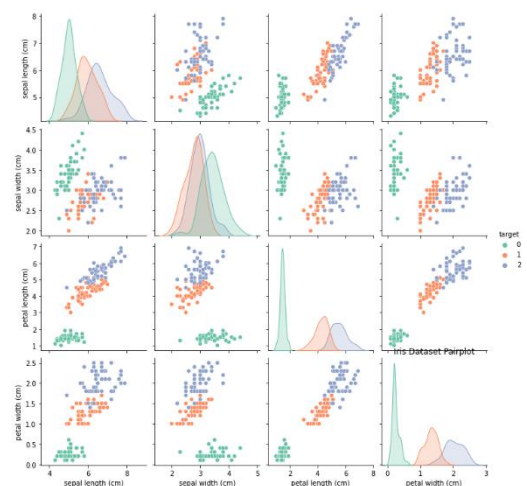 sepal length (cm)
8
7
6
5
sepal width (cm)
4.5
4.0
3.5
3.0
2.5
2.0
target
0
1
2
petal length (cm)
7
6
5
4
3
2
1
Iris Dataset Pairplot
petal width (cm)
2.5
2.0
1.5
1.0
0.5
0.0
4 6 8
2 3 4 5
2 4 6 8
0 1 2 3
sepal length (cm) sepal width (cm) petal length (cm) petal width (cm)